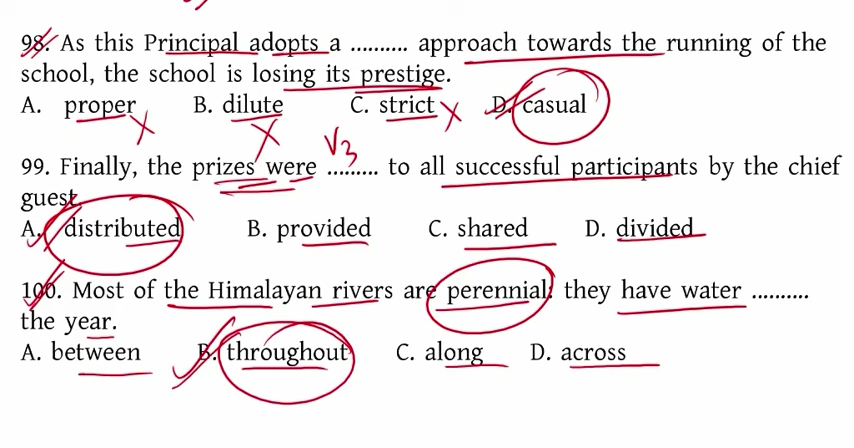 98. As this Principal adopts a .......... approach towards the running of the
school, the school is losing its prestige.
A. proper B. dilute C. strict D. casual
V3
99. Finally, the prizes were ......... to all successful participants by the chief
guest.
A. distributed B. provided C. shared D. divided
100. Most of the Himalayan rivers are perennial: they have water ..........
the year.
A. between B. throughout C. along D. across